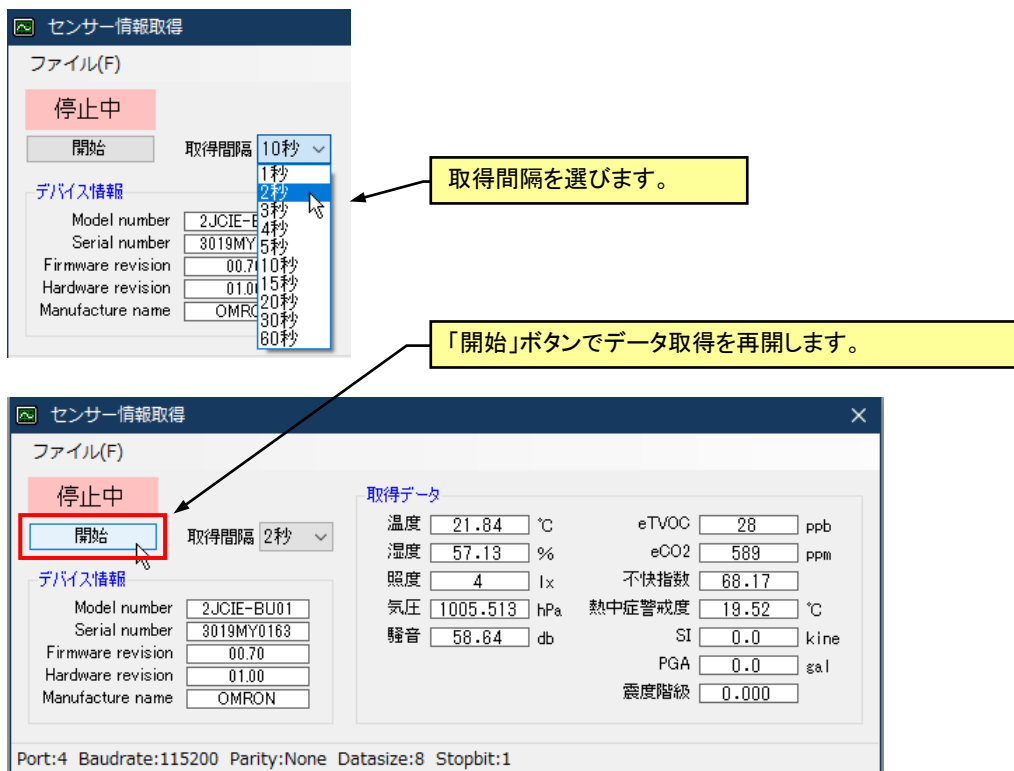 センサー情報取得
ファイル(F)
停止中
開始
取得間隔 10秒
1秒
2秒
3秒
4秒
5秒
10秒
15秒
20秒
30秒
60秒
デバイス情報
Model number 2JCIE-
Serial number 3019MY
Firmware revision 00.7
Hardware revision 01.0
Manufacture name OMR
取得間隔を選びます。
「開始」ボタンでデータ取得を再開します。
センサー情報取得
ファイル(F)
停止中
開始
取得間隔 2秒
デバイス情報
Model number 2JCIE-BU01
Serial number 3019MY0163
Firmware revision 00.70
Hardware revision 01.00
Manufacture name OMRON
取得データ
温度 21.84 ℃
湿度 57.13 %
照度 4 lx
気圧 1005.513 hPa
騒音 58.64 db
eTVOC 28 ppb
eCO2 589 ppm
不快指数 68.17
熱中症警戒度 19.52 ℃
SI 0.0 kine
PGA 0.0 gal
震度階級 0.000
Port:4 Baudrate:115200 Parity:None Datasize:8 Stopbit:1